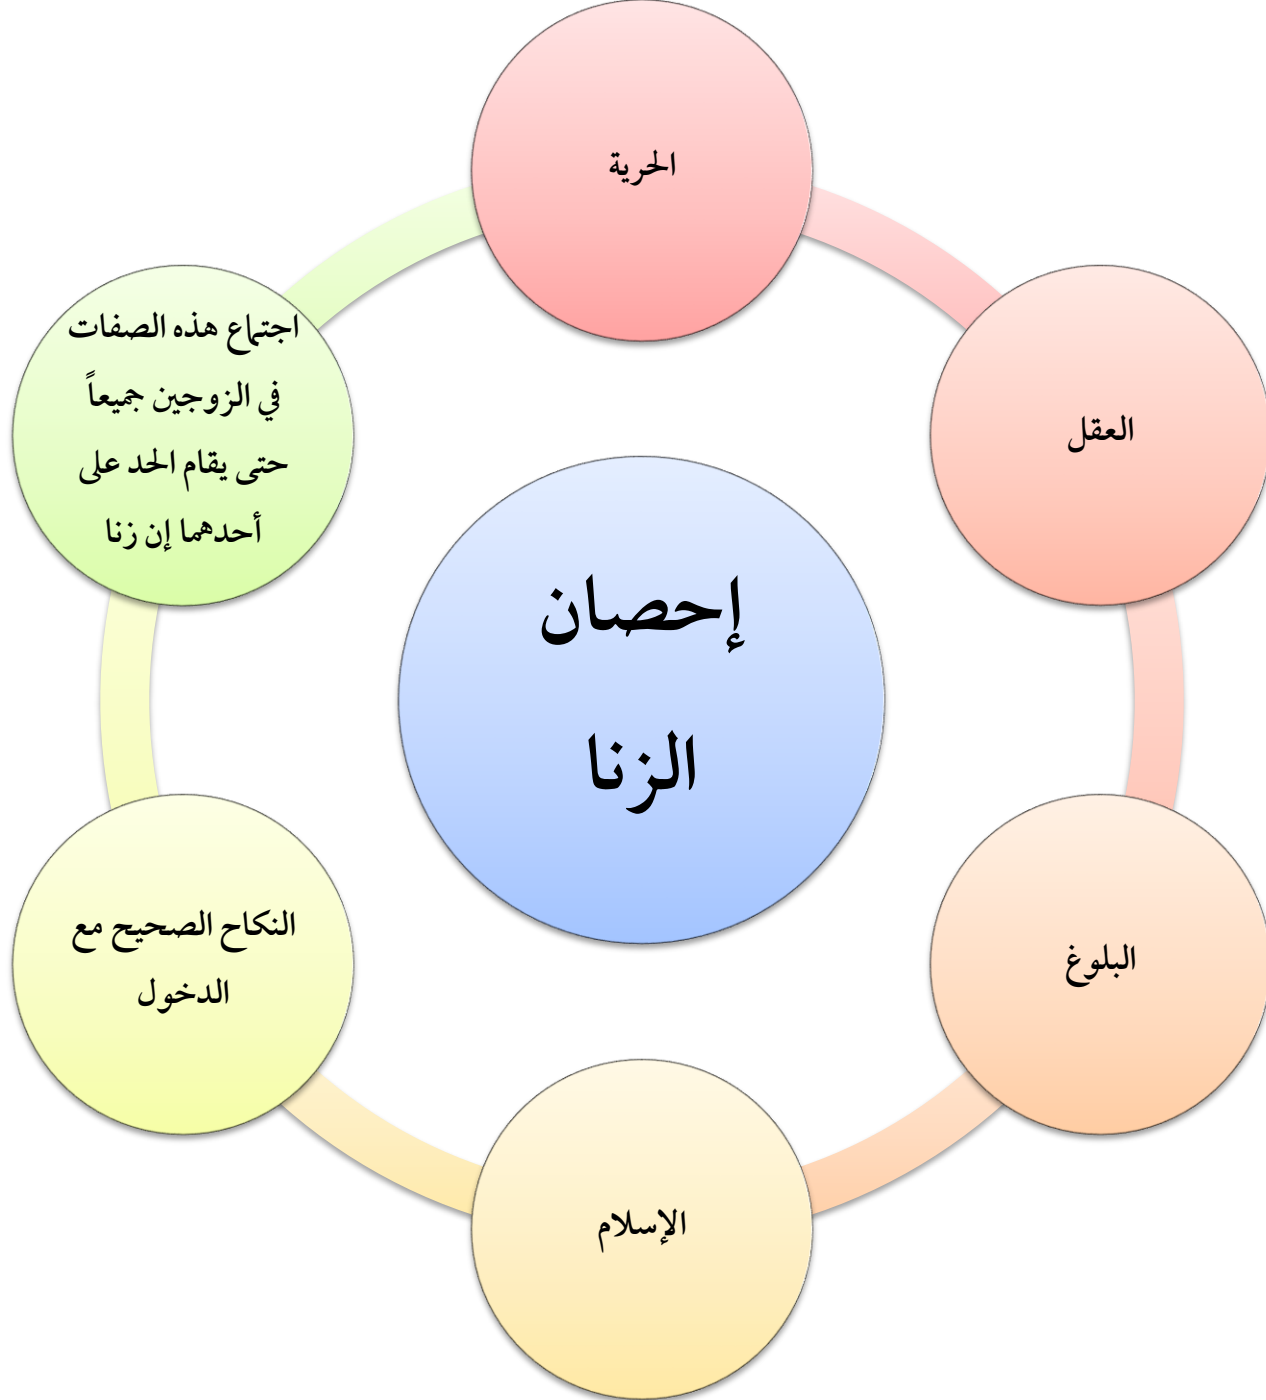 إحصان
الزنا
الحرية
العقل
البلوغ
الإسلام
النكاح الصحيح مع
الدخول
اجتماع هذه الصفات
في الزوجين جميعاً
حتى يقام الحد على
أحدهما إن زنا